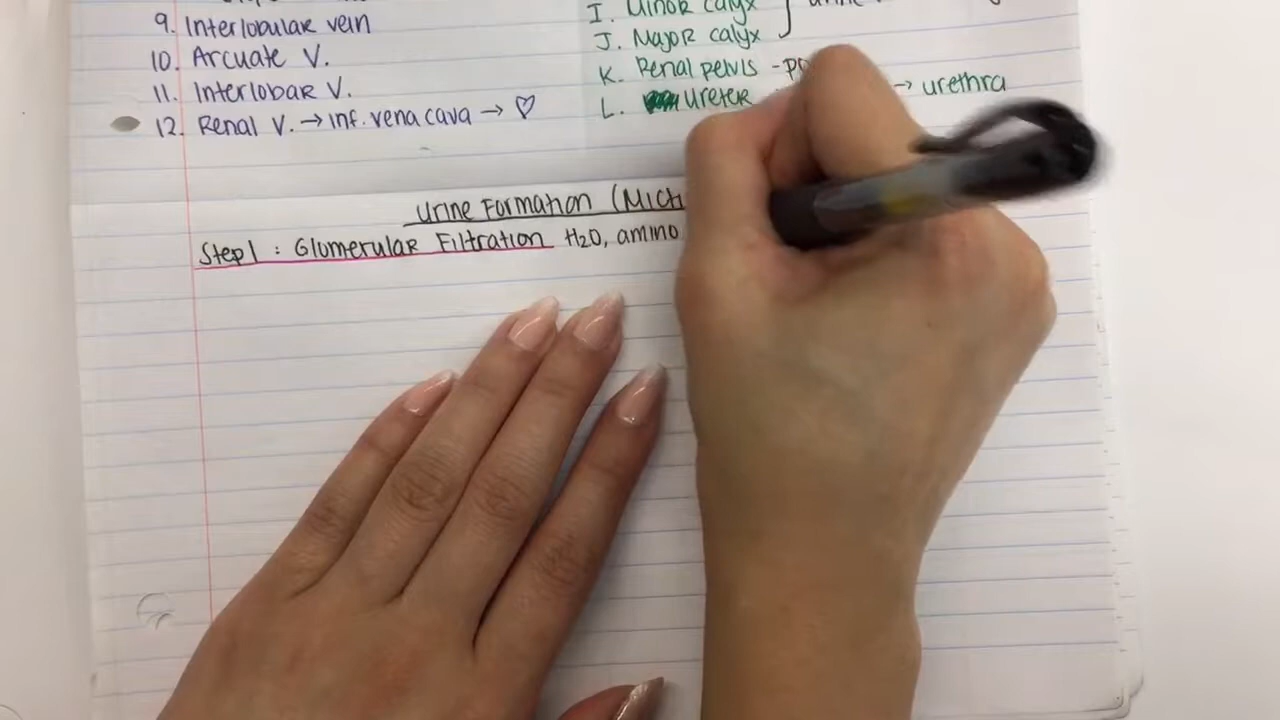 9. Interlobular vein
10. Arcuate V.
11. Interlobar V.
12. Renal V. → inf. vena cava → ♡
I. Minor calyx
J. Major calyx
K. Renal pelvis -
L. ureter → urethra
Urine Formation (
Step 1 : Glomerular Filtration H2O, amino